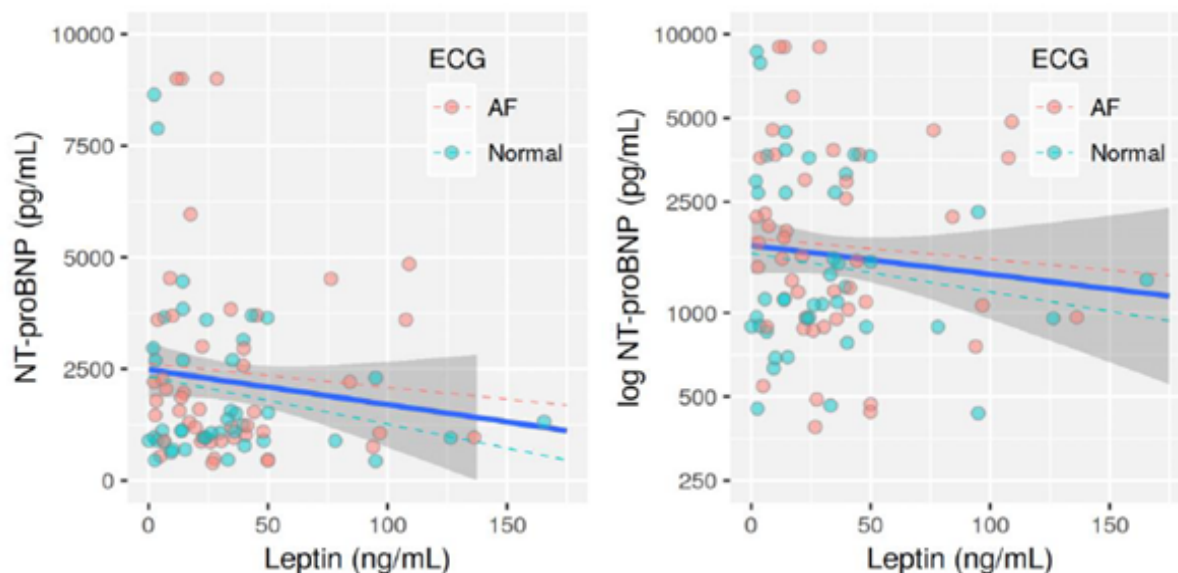 NT-proBNP (pg/mL)
10000
7500
5000
2500
0
ECG
AF
Normal
0 50 100 150
Leptin (ng/mL)
log NT-proBNP (pg/mL)
10000
5000
2500
1000
500
250
ECG
AF
Normal
0 50 100 150
Leptin (ng/mL)